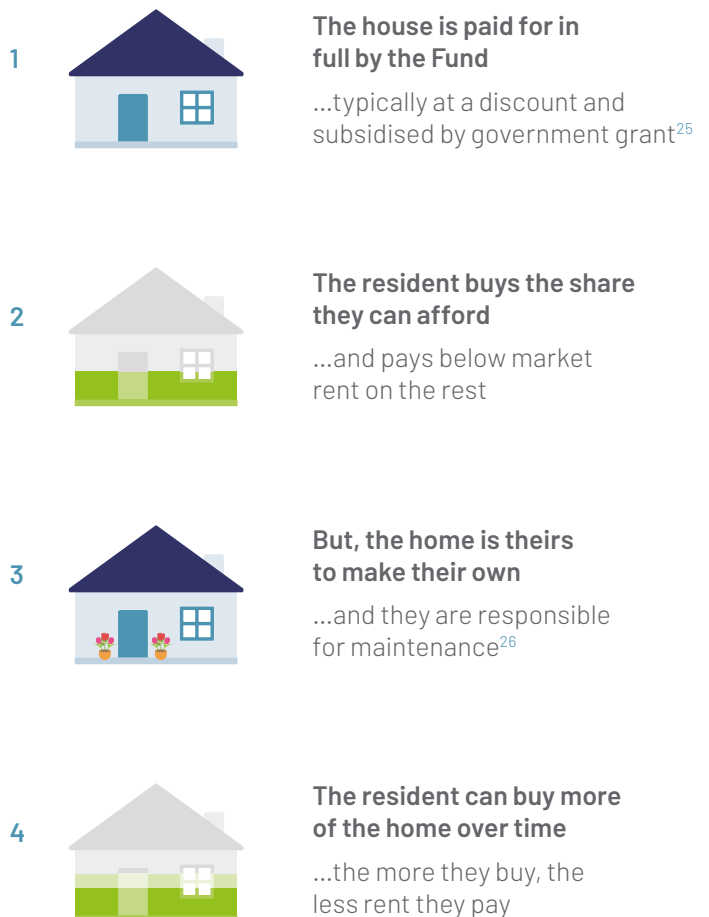 1
The house is paid for in
full by the Fund
...typically at a discount and
subsidised by government grant25
2
The resident buys the share
they can afford
...and pays below market
rent on the rest
3
But, the home is theirs
to make their own
...and they are responsible
for maintenance26
4
The resident can buy more
of the home over time
...the more they buy, the
less rent they pay